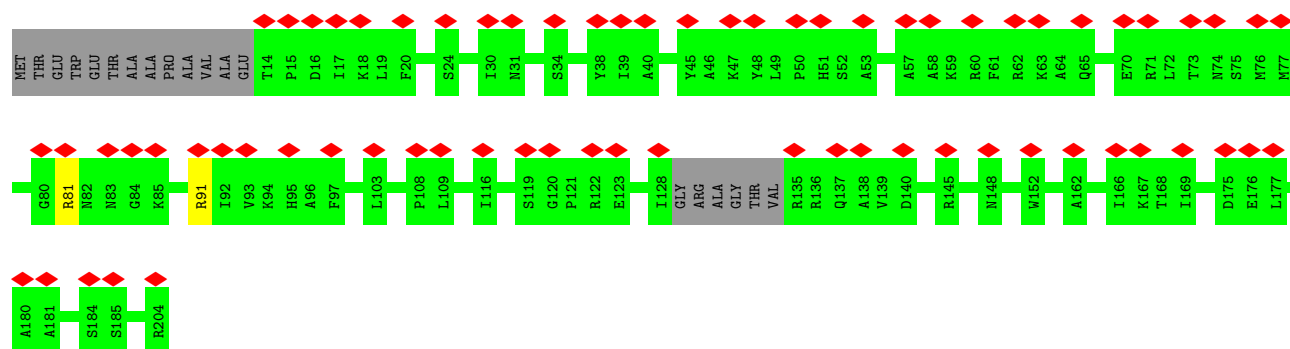 MET THR GLU TRP GLU THR ALA ALA PRO ALA VAL ALA GLU T14 P15 D16 I17 K18 L19 F20 S24 I30 N31 S34 Y38 I39 A40 Y45 A46 K47 Y48 L49 P50 H51 S52 A53 A57 A58 K59 R60 F61 R62 K63 A64 Q65 E70 R71 L72 T73 N74 S75 M76 M77
G80 R81 N82 N83 G84 K85 R91 I92 V93 K94 H95 A96 F97 L103 P108 L109 I116 S119 G120 P121 R122 E123 I128 GLY ARG ALA GLY THR VAL R135 R136 Q137 A138 V139 D140 R145 N148 W152 A162 I166 K167 T168 I169 D175 E176 L177
A180 A181 S184 S185 R204